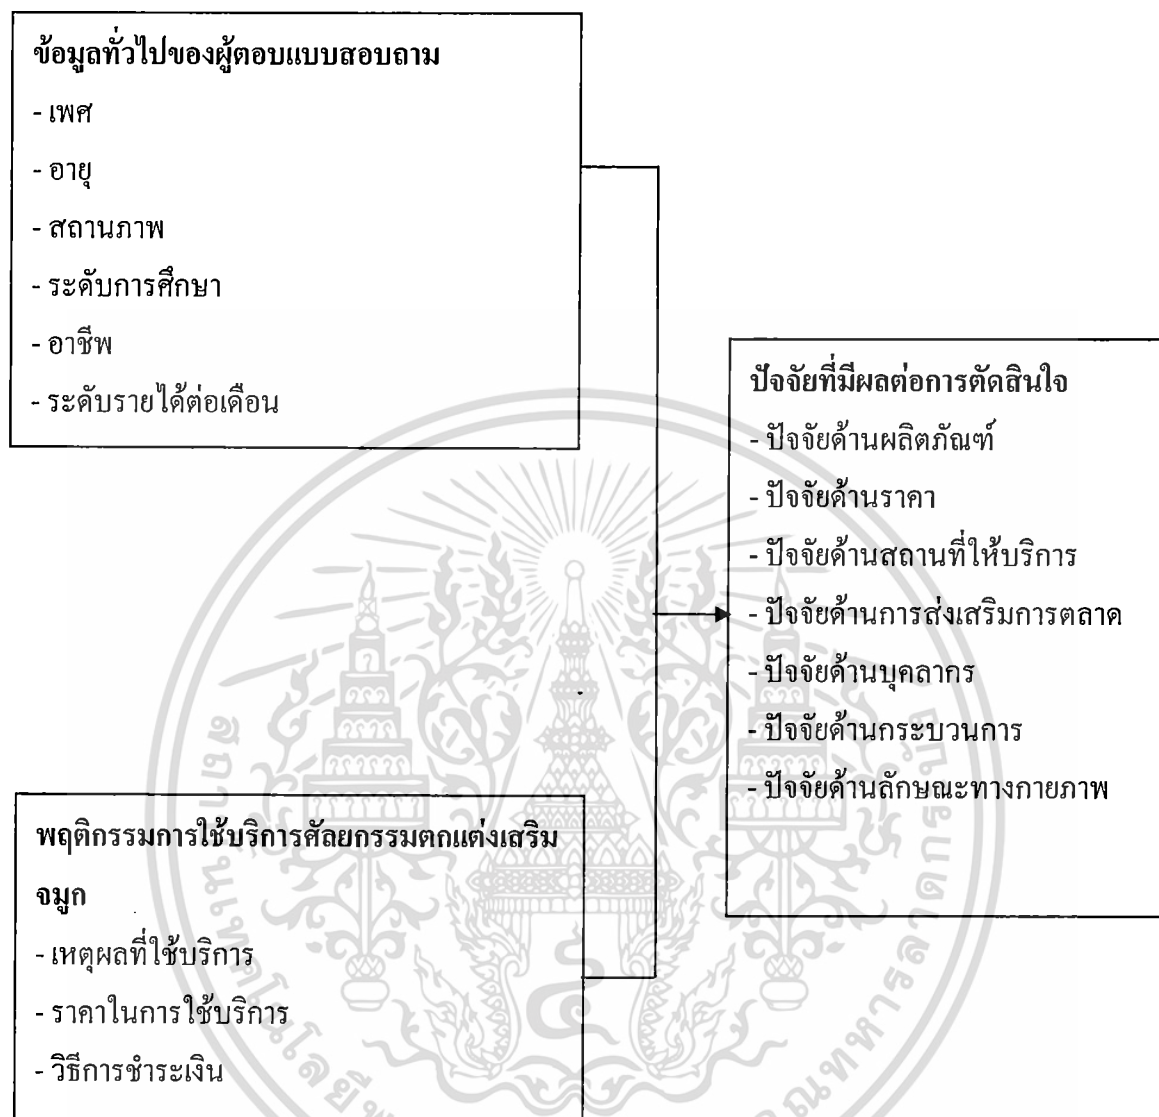 ข้อมูลทั่วไปของผู้ตอบแบบสอบถาม
- เพศ
- อายุ
- สถานภาพ
- ระดับการศึกษา
- อาชีพ
- ระดับรายได้ต่อเดือน
ปัจจัยที่มีผลต่อการตัดสินใจ
- ปัจจัยด้านผลิตภัณฑ์
- ปัจจัยด้านราคา
- ปัจจัยด้านสถานที่ให้บริการ
- ปัจจัยด้านการส่งเสริมการตลาด
- ปัจจัยด้านบุคลากร
- ปัจจัยด้านกระบวนการ
- ปัจจัยด้านลักษณะทางกายภาพ
พฤติกรรมการใช้บริการศัลยกรรมตกแต่งเสริม
จมูก
- เหตุผลที่ใช้บริการ
- ราคาในการใช้บริการ
- วิธีการชำระเงิน